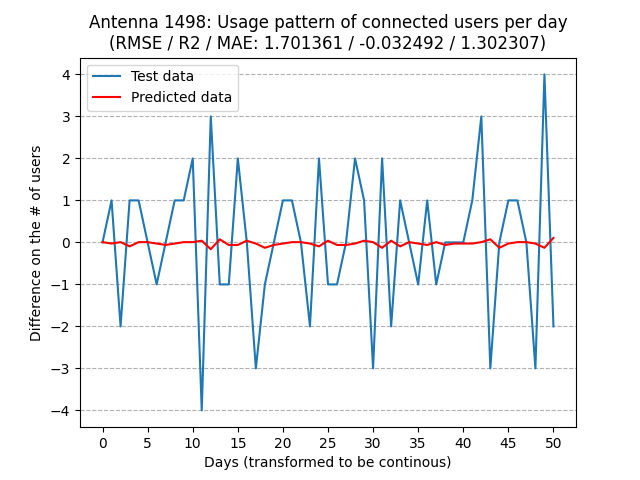 Antenna 1498: Usage pattern of connected users per day
(RMSE / R2 / MAE: 1.701361 / -0.032492 / 1.302307)
Test data
Predicted data
Difference on the # of users
4
3
2
1
0
−1
−2
−3
−4
0 5 10 15 20 25 30 35 40 45 50
Days (transformed to be continous)